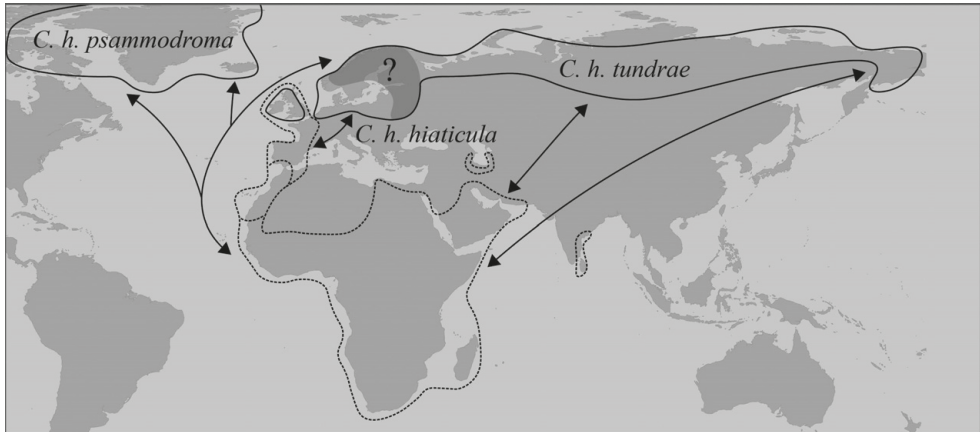 C. h. psammodroma
?
C. h. tundrae
C. h. hiaticula